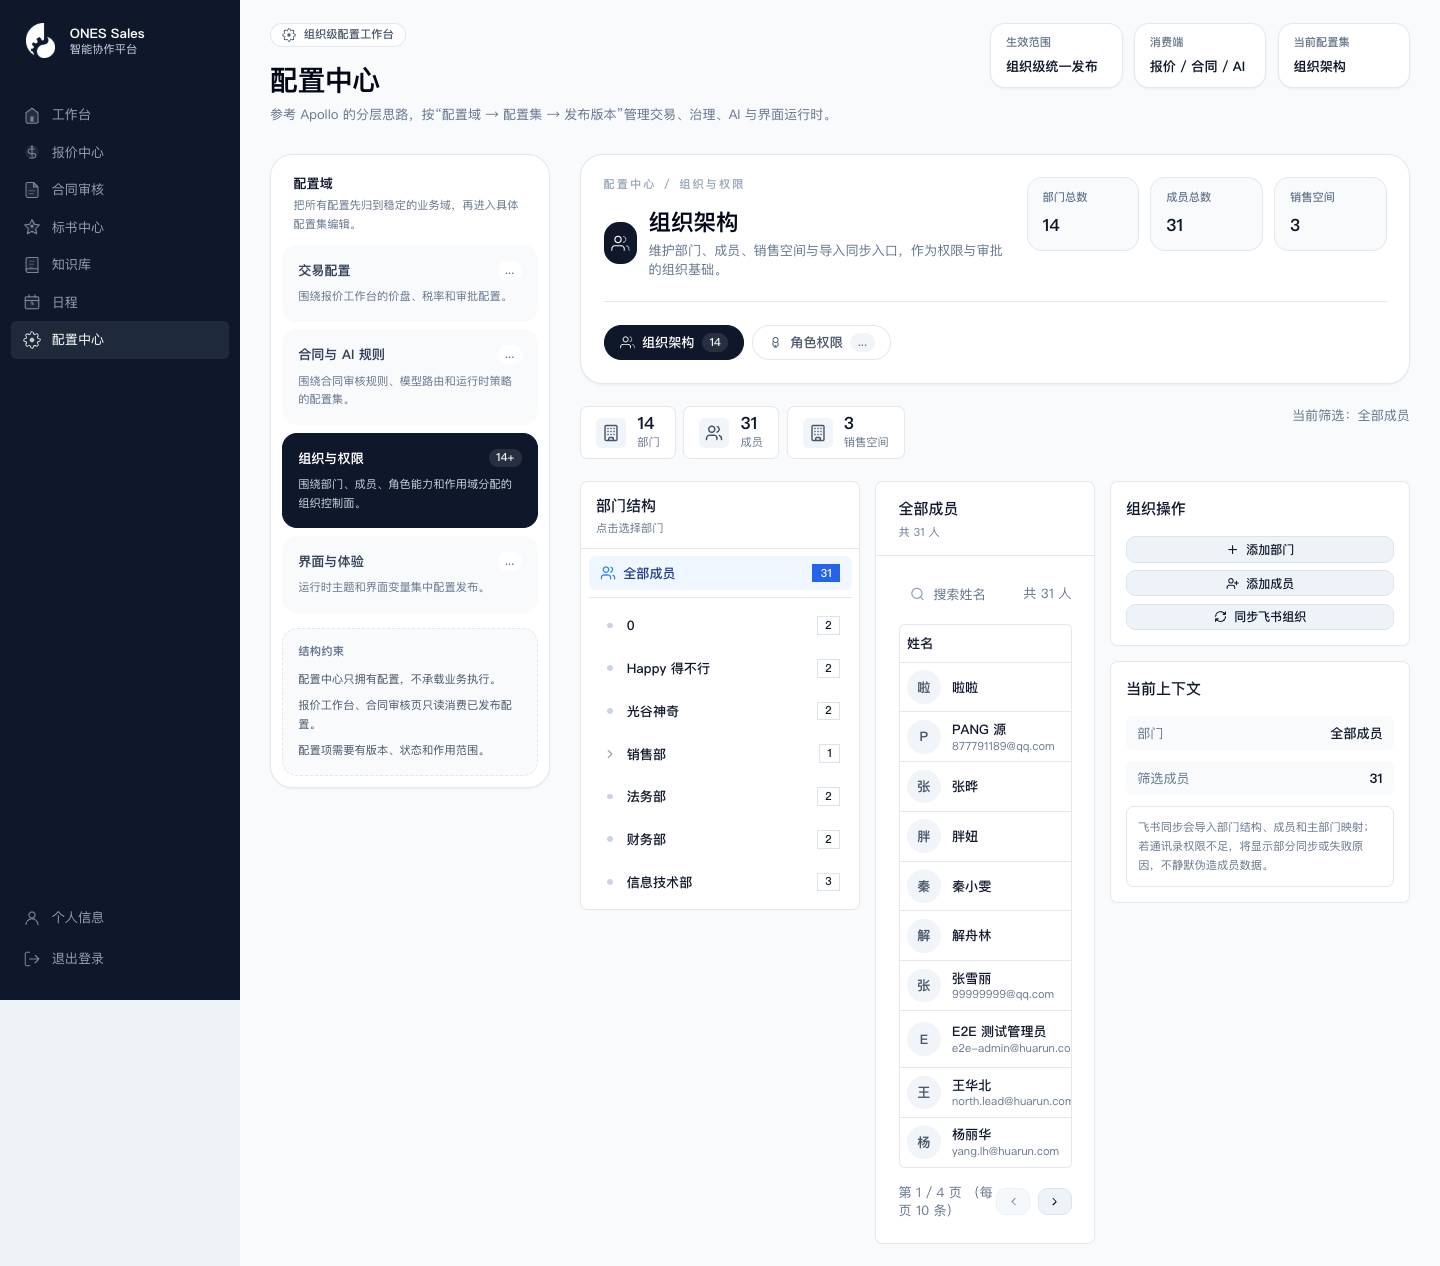 ONES Sales
智能协作平台
工作台
报价中心
合同审核
标书中心
知识库
日程
配置中心
个人信息
退出登录
组织级配置工作台
配置中心
参考 Apollo 的分层思路，按“配置域 → 配置集 → 发布版本”管理交易、治理、AI 与界面运行时。
生效范围
组织级统一发布
消费端
报价 / 合同 / AI
当前配置集
组织架构
配置域
把所有配置先归到稳定的业务域，再进入具体
配置集编辑。
交易配置
...
围绕报价工作台的价盘、税率和审批配置。
合同与 AI 规则
...
围绕合同审核规则、模型路由和运行时策略
的配置集。
组织与权限
14+
围绕部门、成员、角色能力和作用域分配的
组织控制面。
界面与体验
...
运行时主题和界面变量集中配置发布。
结构约束
配置中心只拥有配置，不承载业务执行。
报价工作台、合同审核页只读消费已发布配
置。
配置项需要有版本、状态和作用范围。
配置中心 / 组织与权限
组织架构
维护部门、成员、销售空间与导入同步入口，作为权限与审批
的组织基础。
部门总数
14
成员总数
31
销售空间
3
组织架构 14
角色权限 ...
14
部门
31
成员
3
销售空间
当前筛选：全部成员
部门结构
点击选择部门
全部成员 31
0 2
Happy 得不行 2
光谷神奇 2
销售部 1
法务部 2
财务部 2
信息技术部 3
全部成员
共 31 人
搜索姓名
共 31 人
姓名
啦 啦啦
P PANG 源
877791189@qq.com
张 张晔
胖 胖妞
秦 秦小雯
解 解舟林
张 张雪丽
99999999@qq.com
E E2E 测试管理员
e2e-admin@huarun.co
王 王华北
north.lead@huarun.com
杨 杨丽华
yang.lh@huarun.com
第 1 / 4 页 （每
页 10 条）
组织操作
添加部门
添加成员
同步飞书组织
当前上下文
部门 全部成员
筛选成员 31
飞书同步会导入部门结构、成员和主部门映射；
若通讯录权限不足，将显示部分同步或失败原
因，不静默伪造成员数据。